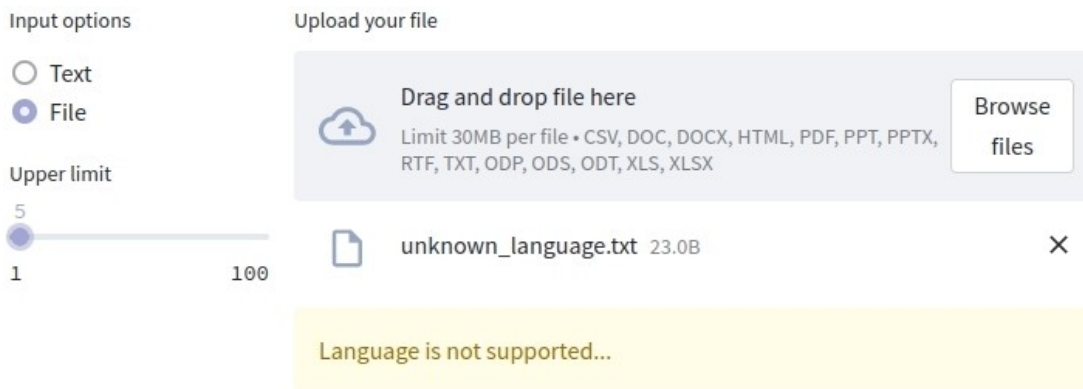 Input options
Text
File
Upper limit
5
1 100
Upload your file
Drag and drop file here
Limit 30MB per file • CSV, DOC, DOCX, HTML, PDF, PPT, PPTX,
RTF, TXT, ODP, ODS, ODT, XLS, XLSX
Browse
files
unknown_language.txt 23.0B
Language is not supported...